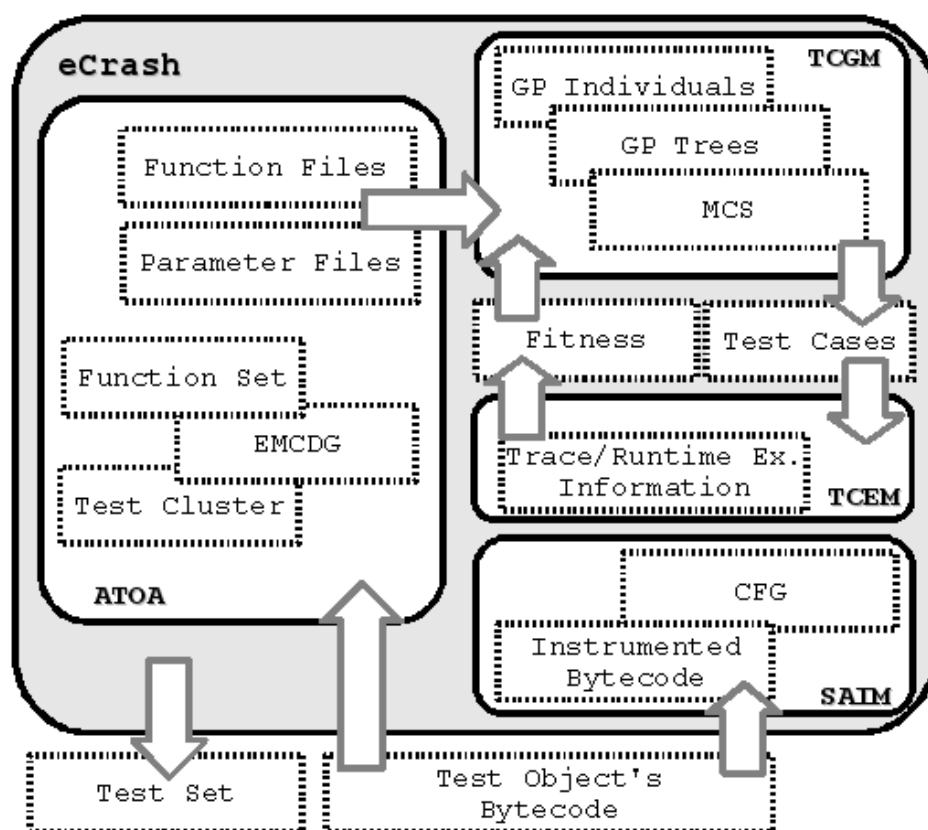 eCrash
TCGM
GP Individuals
GP Trees
MCS
Function Files
Parameter Files
Function Set
EMCDG
Test Cluster
ATOA
Fitness
Test Cases
Trace/Runtime Ex.
Information
TCEM
CFG
Instrumented
Bytecode
SAIM
Test Set
Test Object's
Bytecode